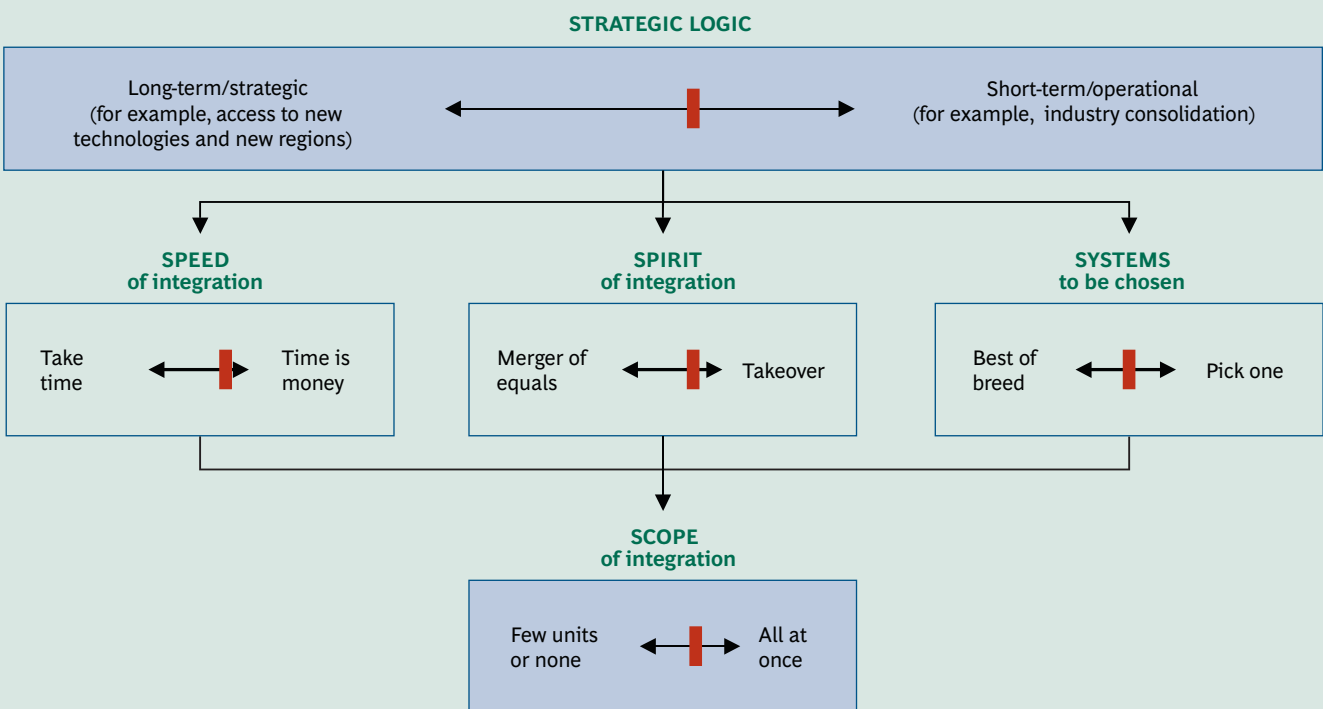 STRATEGIC LOGIC
Long-term/strategic
(for example, access to new
technologies and new regions)
Short-term/operational
(for example, industry consolidation)
SPEED
of integration
Take
time
Time is
money
SPIRIT
of integration
Merger of
equals
Takeover
SYSTEMS
to be chosen
Best of
breed
Pick one
SCOPE
of integration
Few units
or none
All at
once